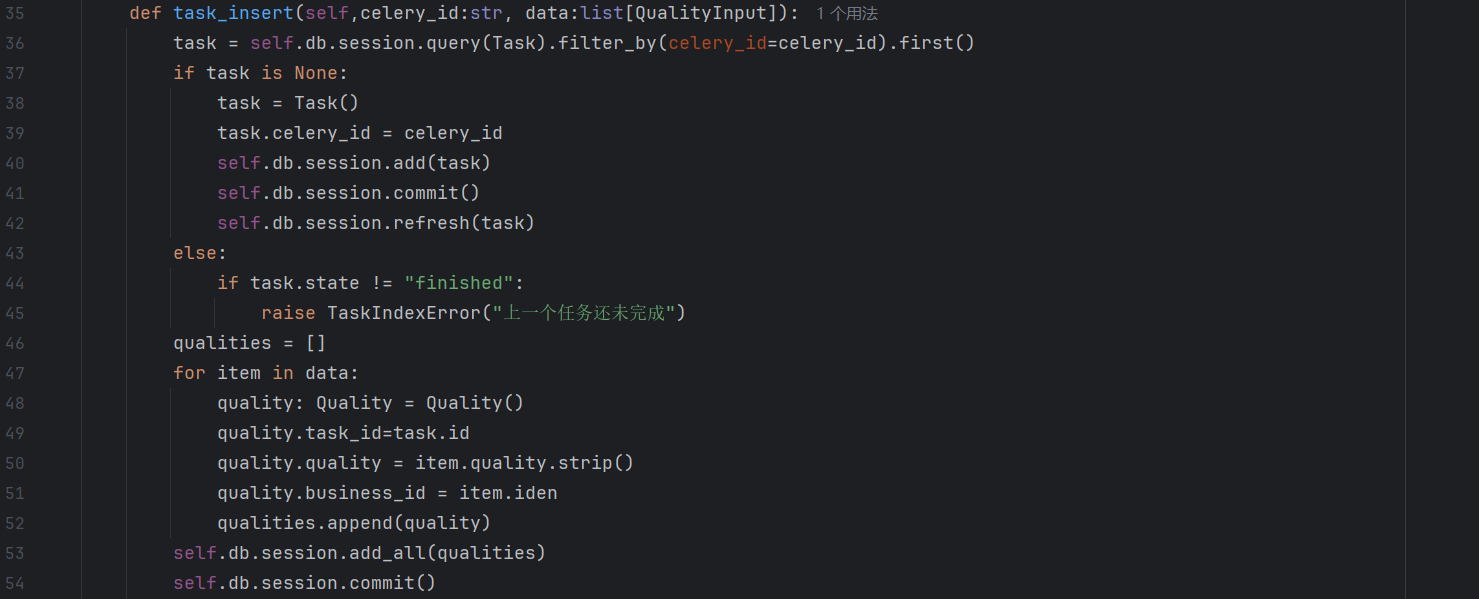 35 def task_insert(self,celery_id:str, data:list[QualityInput]): 1 个用法
36 task = self.db.session.query(Task).filter_by(celery_id=celery_id).first()
37 if task is None:
38 task = Task()
39 task.celery_id = celery_id
40 self.db.session.add(task)
41 self.db.session.commit()
42 self.db.session.refresh(task)
43 else:
44 if task.state != "finished":
45 raise TaskIndexError("上一个任务还未完成")
46 qualities = []
47 for item in data:
48 quality: Quality = Quality()
49 quality.task_id=task.id
50 quality.quality = item.quality.strip()
51 quality.business_id = item.iden
52 qualities.append(quality)
53 self.db.session.add_all(qualities)
54 self.db.session.commit()